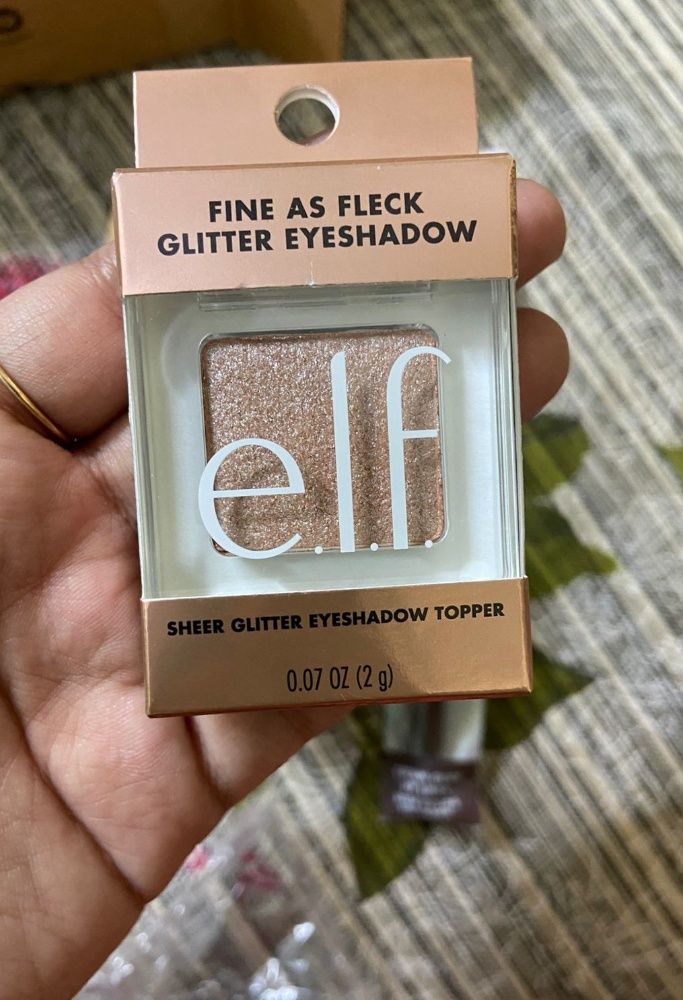 FINE AS FLECK
GLITTER EYESHADOW
e.l.f.
SHEER GLITTER EYESHADOW TOPPER
0.07 OZ (2 g)